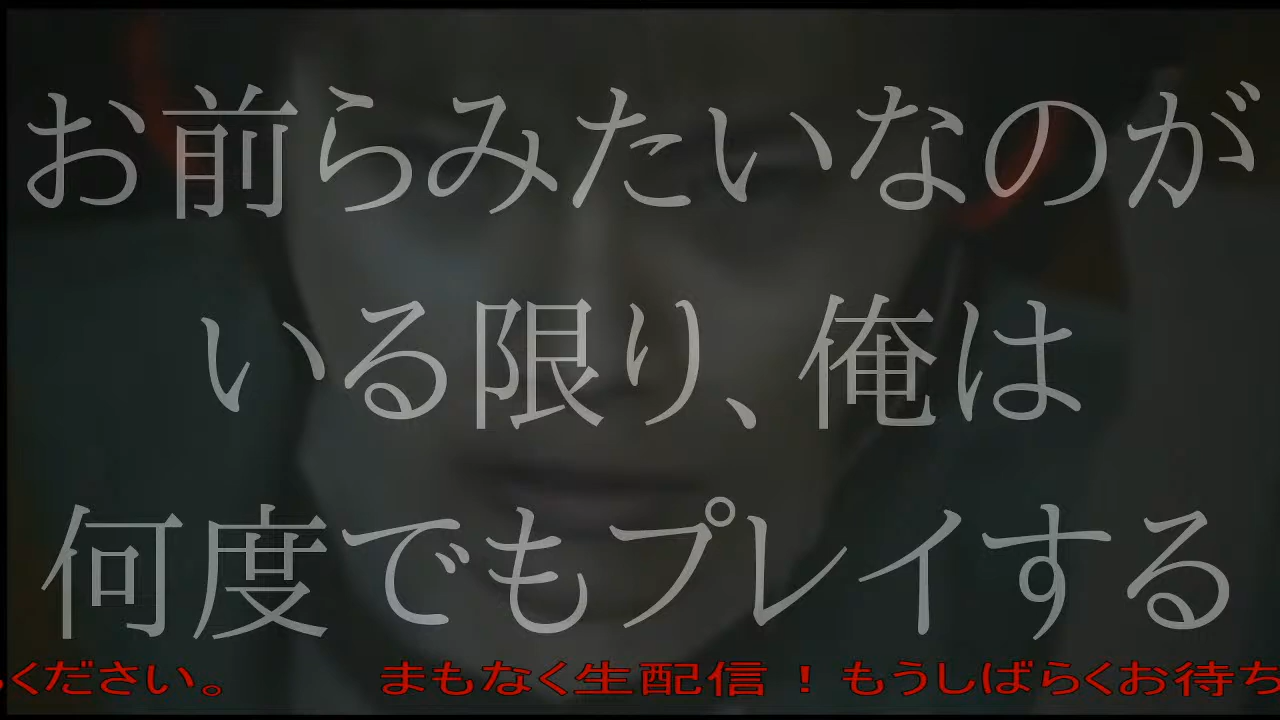 お前らみたいなのが
いる限り、俺は
何度でもプレイする
ください。 まもなく生配信！もうしばらくお待ち